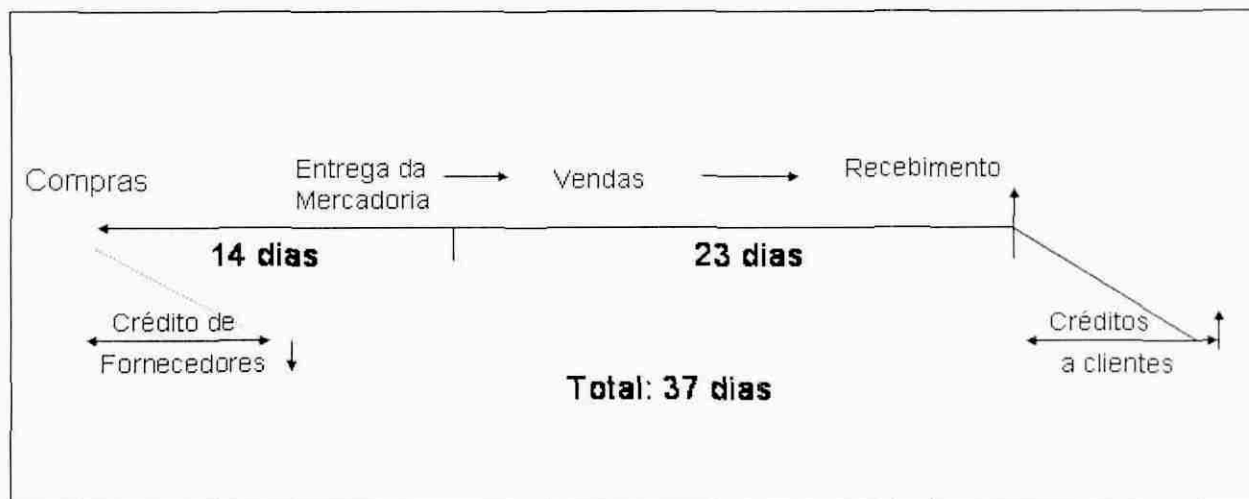 Compras
Entrega da
Mercadoria
Vendas
Recebimento
14 dias
23 dias
Crédito de
Fornecedores
Créditos
a clientes
Total: 37 dias